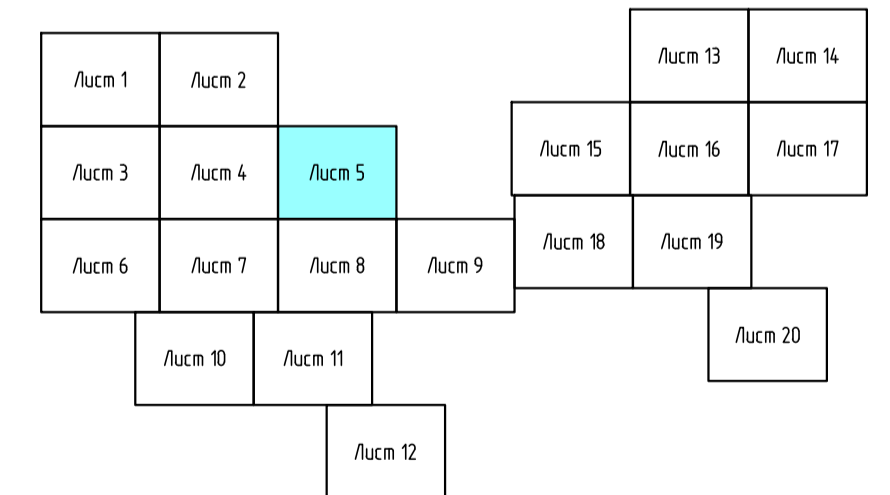 Лист 1
Лист 2
Лист 3
Лист 4
Лист 5
Лист 6
Лист 7
Лист 8
Лист 9
Лист 10
Лист 11
Лист 12
Лист 13
Лист 14
Лист 15
Лист 16
Лист 17
Лист 18
Лист 19
Лист 20